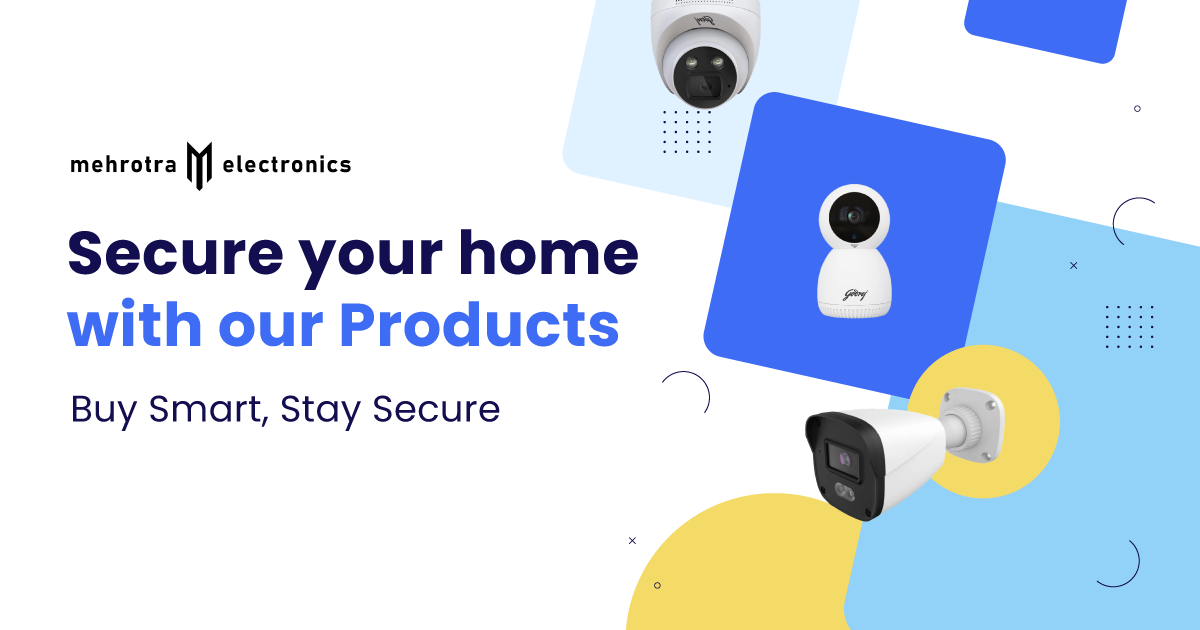 Godrej
mehrotra electronics
Secure your home
with our Products
Buy Smart, Stay Secure
Godrej